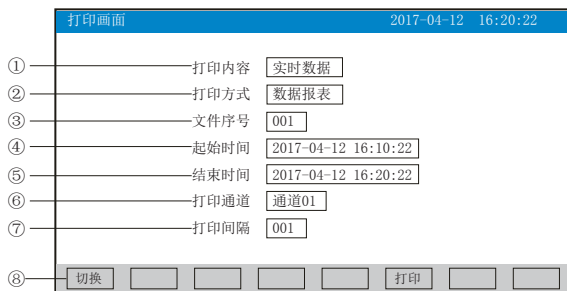 打印画面 2017-04-12 16:20:22
① 打印内容 实时数据
② 打印方式 数据报表
③ 文件序号 001
④ 起始时间 2017-04-12 16:10:22
⑤ 结束时间 2017-04-12 16:20:22
⑥ 打印通道 通道01
⑦ 打印间隔 001
⑧ 切换 打印